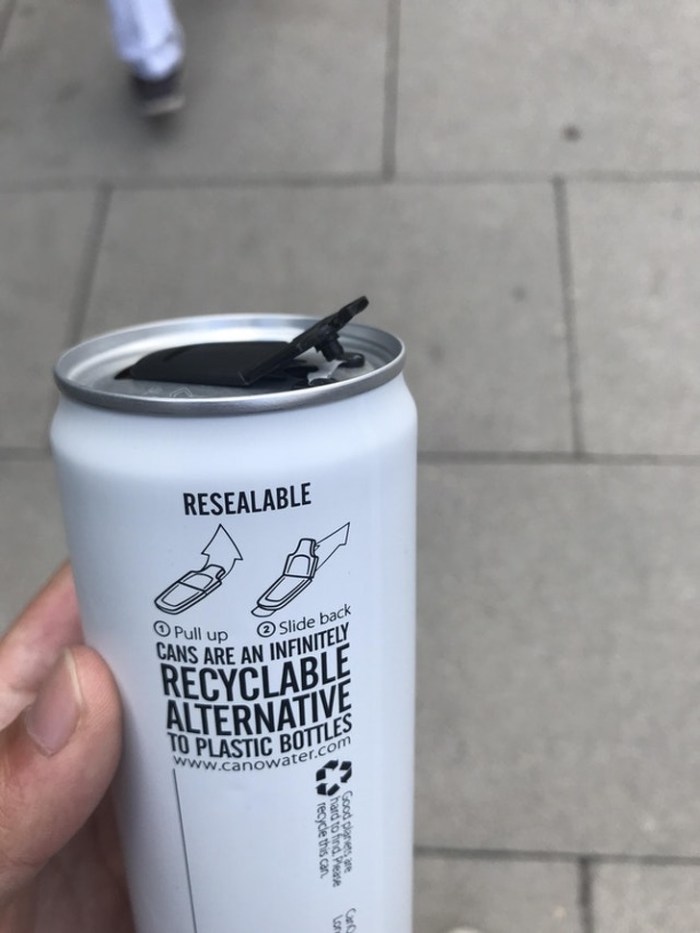 RESEALABLE
1 Pull up
2 Slide back
CANS ARE AN INFINITELY
RECYCLABLE
ALTERNATIVE
TO PLASTIC BOTTLES
www.canowater.com
Good planets are
hard to find. Please
recycle this can.